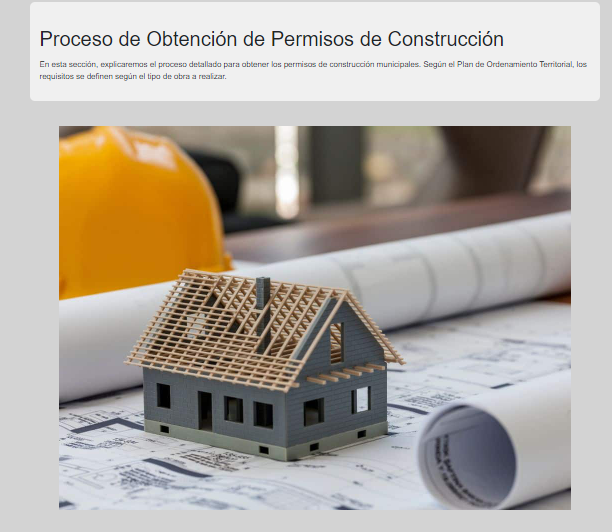 Proceso de Obtención de Permisos de Construcción
En esta sección, explicaremos el proceso detallado para obtener los permisos de construcción municipales. Según el Plan de Ordenamiento Territorial, los
requisitos se definen según el tipo de obra a realizar.